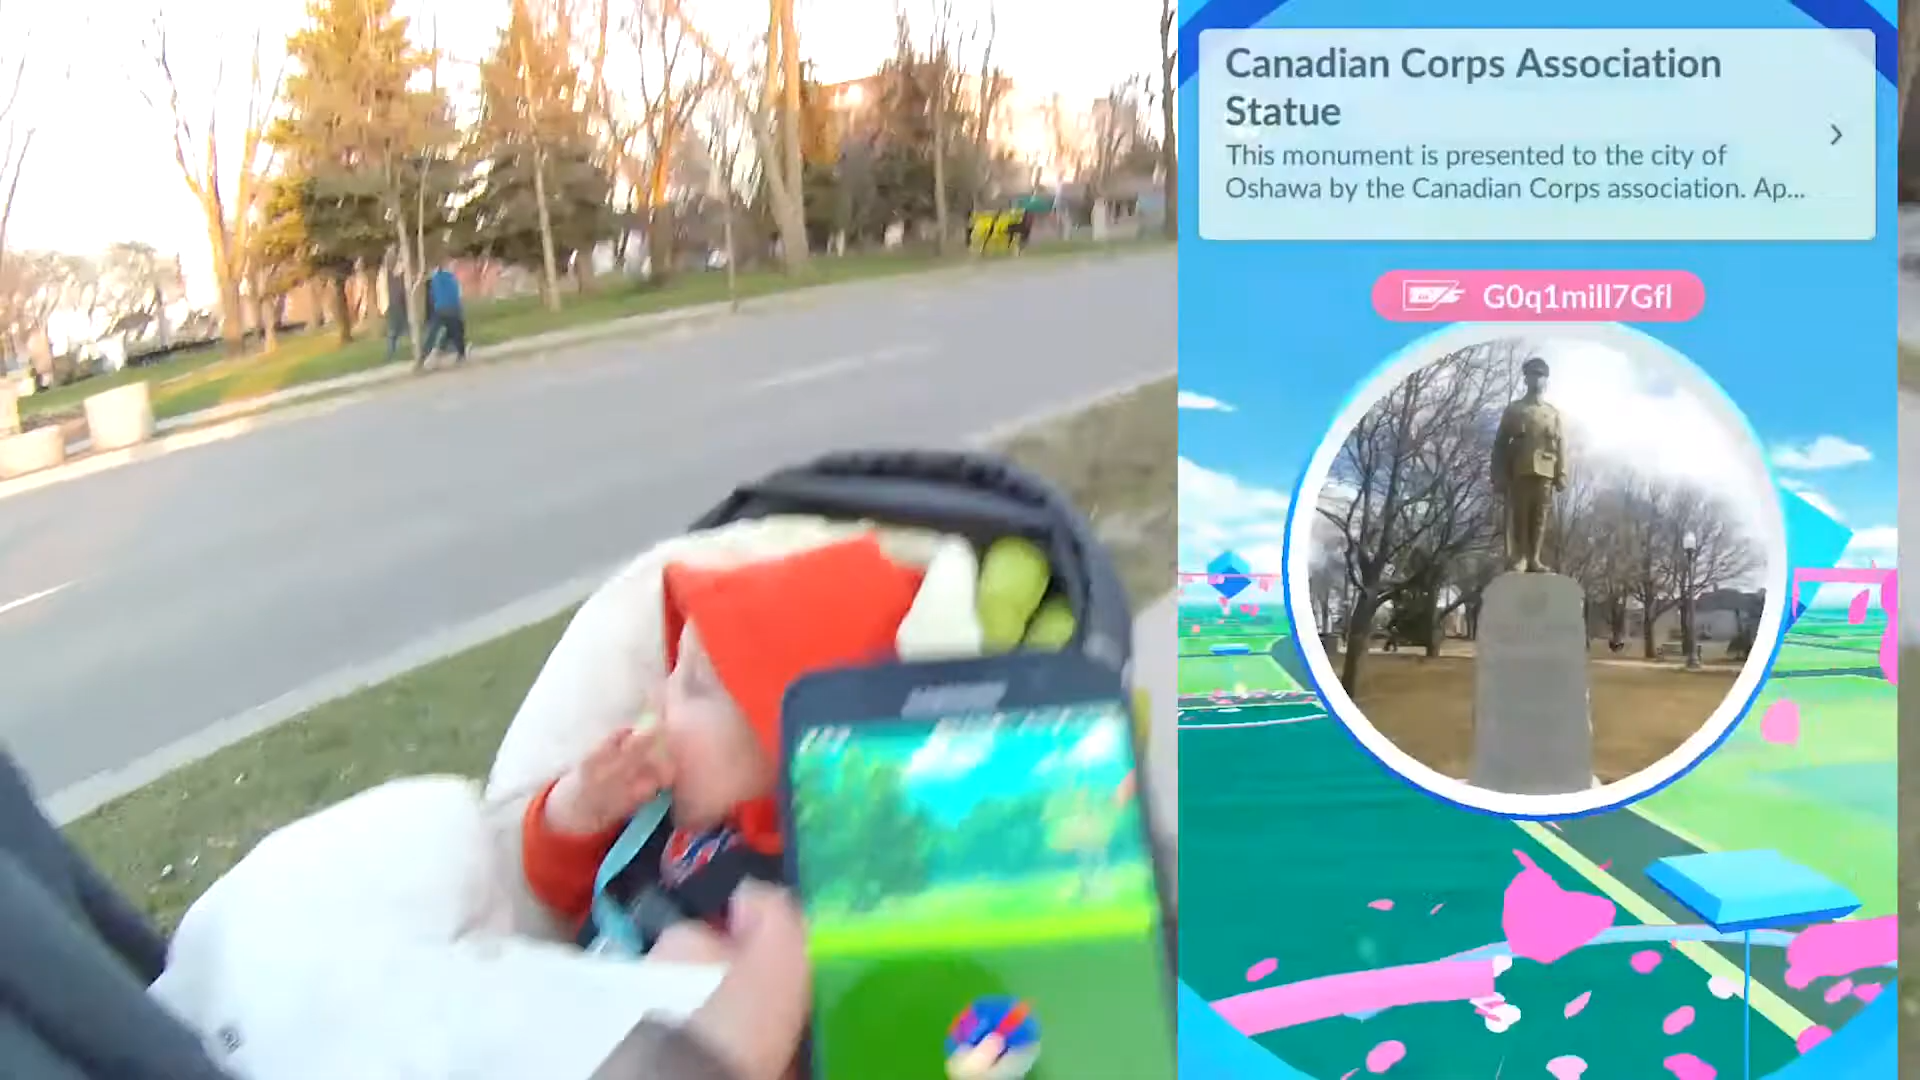 Canadian Corps Association
Statue
This monument is presented to the city of
Oshawa by the Canadian Corps association. Ap...
G0q1mill7Gfl